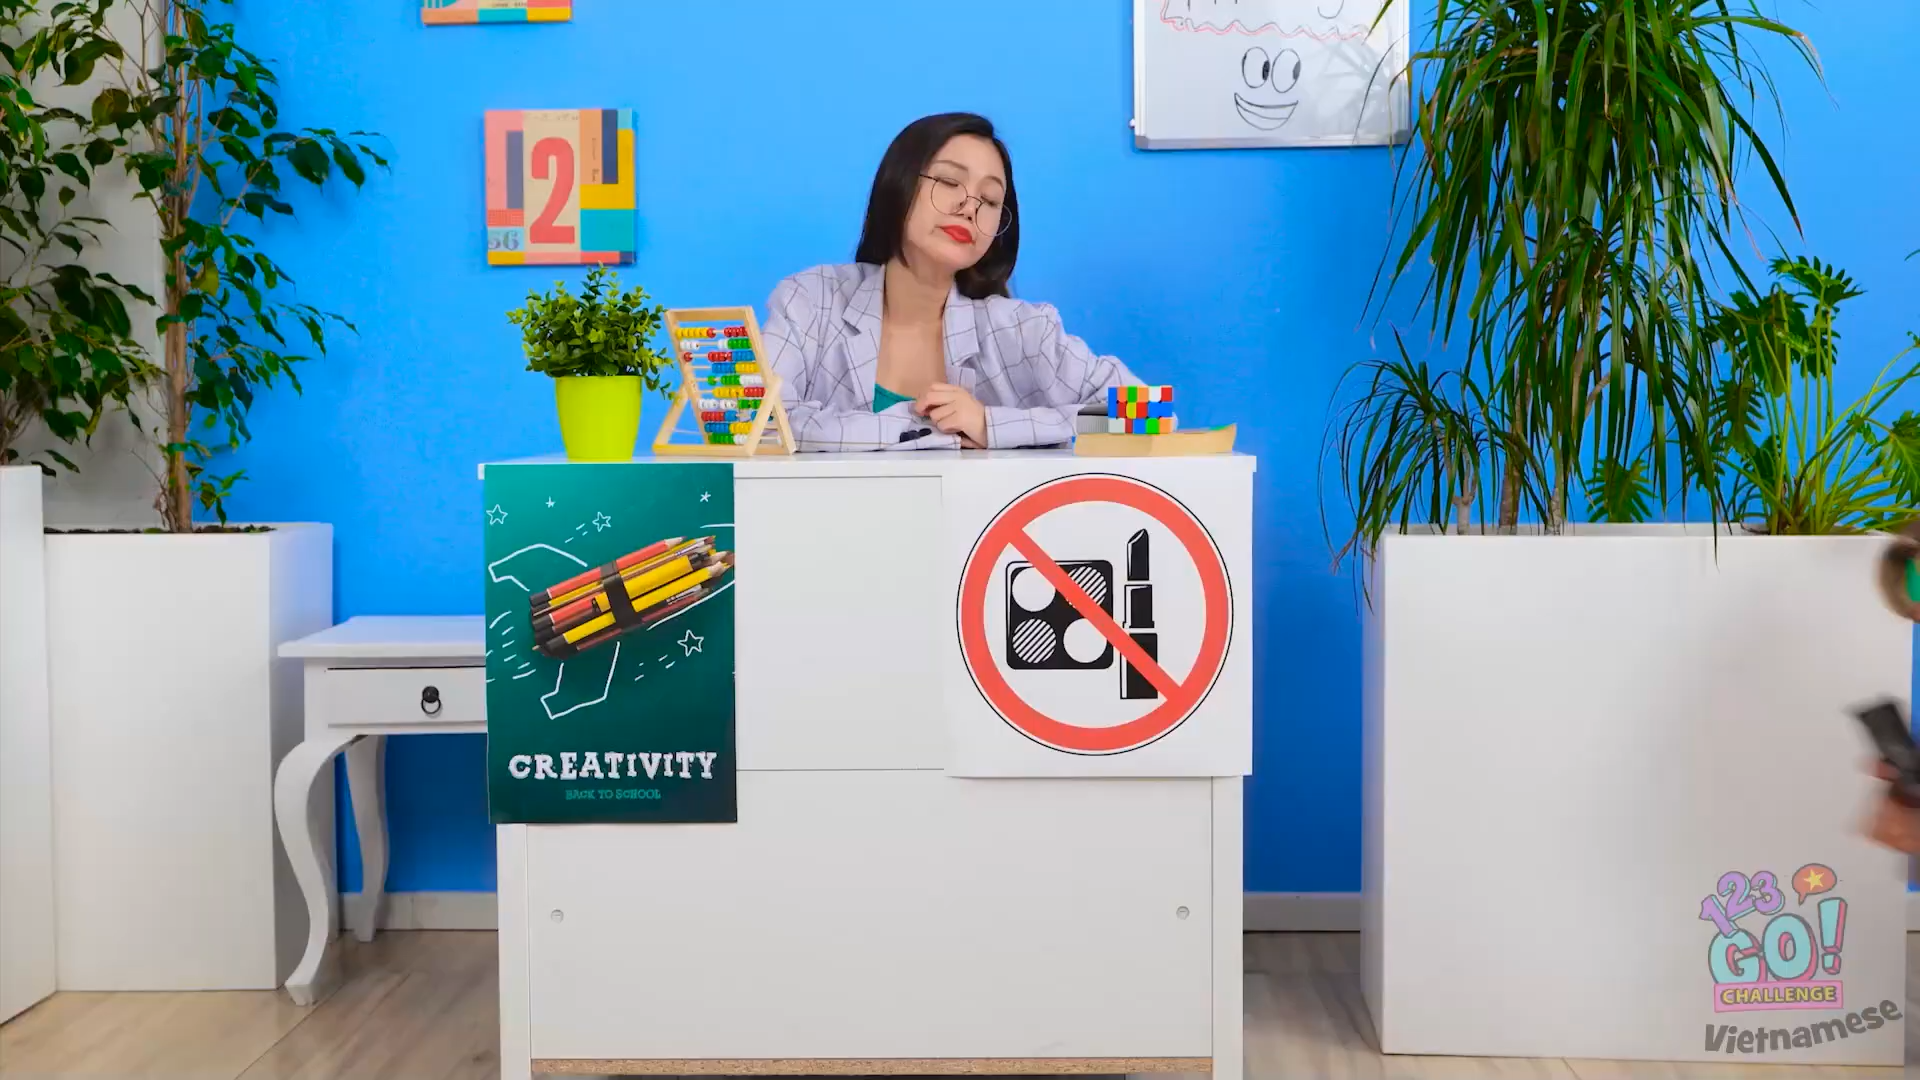 2
56
CREATIVITY
BACK TO SCHOOL
123
GO!
CHALLENGE
Vietnamese